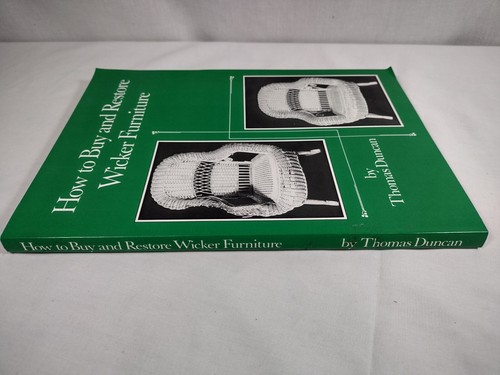 How to Buy and Restore
Wicker Furniture
by
Thomas Duncan
How to Buy and Restore Wicker Furniture by Thomas Duncan